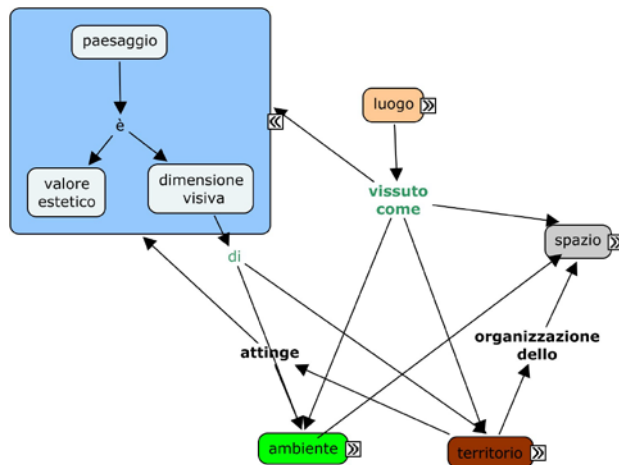 paesaggio
è
valore
estetico
dimensione
visiva
di
luogo
vissuto
come
spazio
attinge
organizzazione
dello
ambiente
territorio